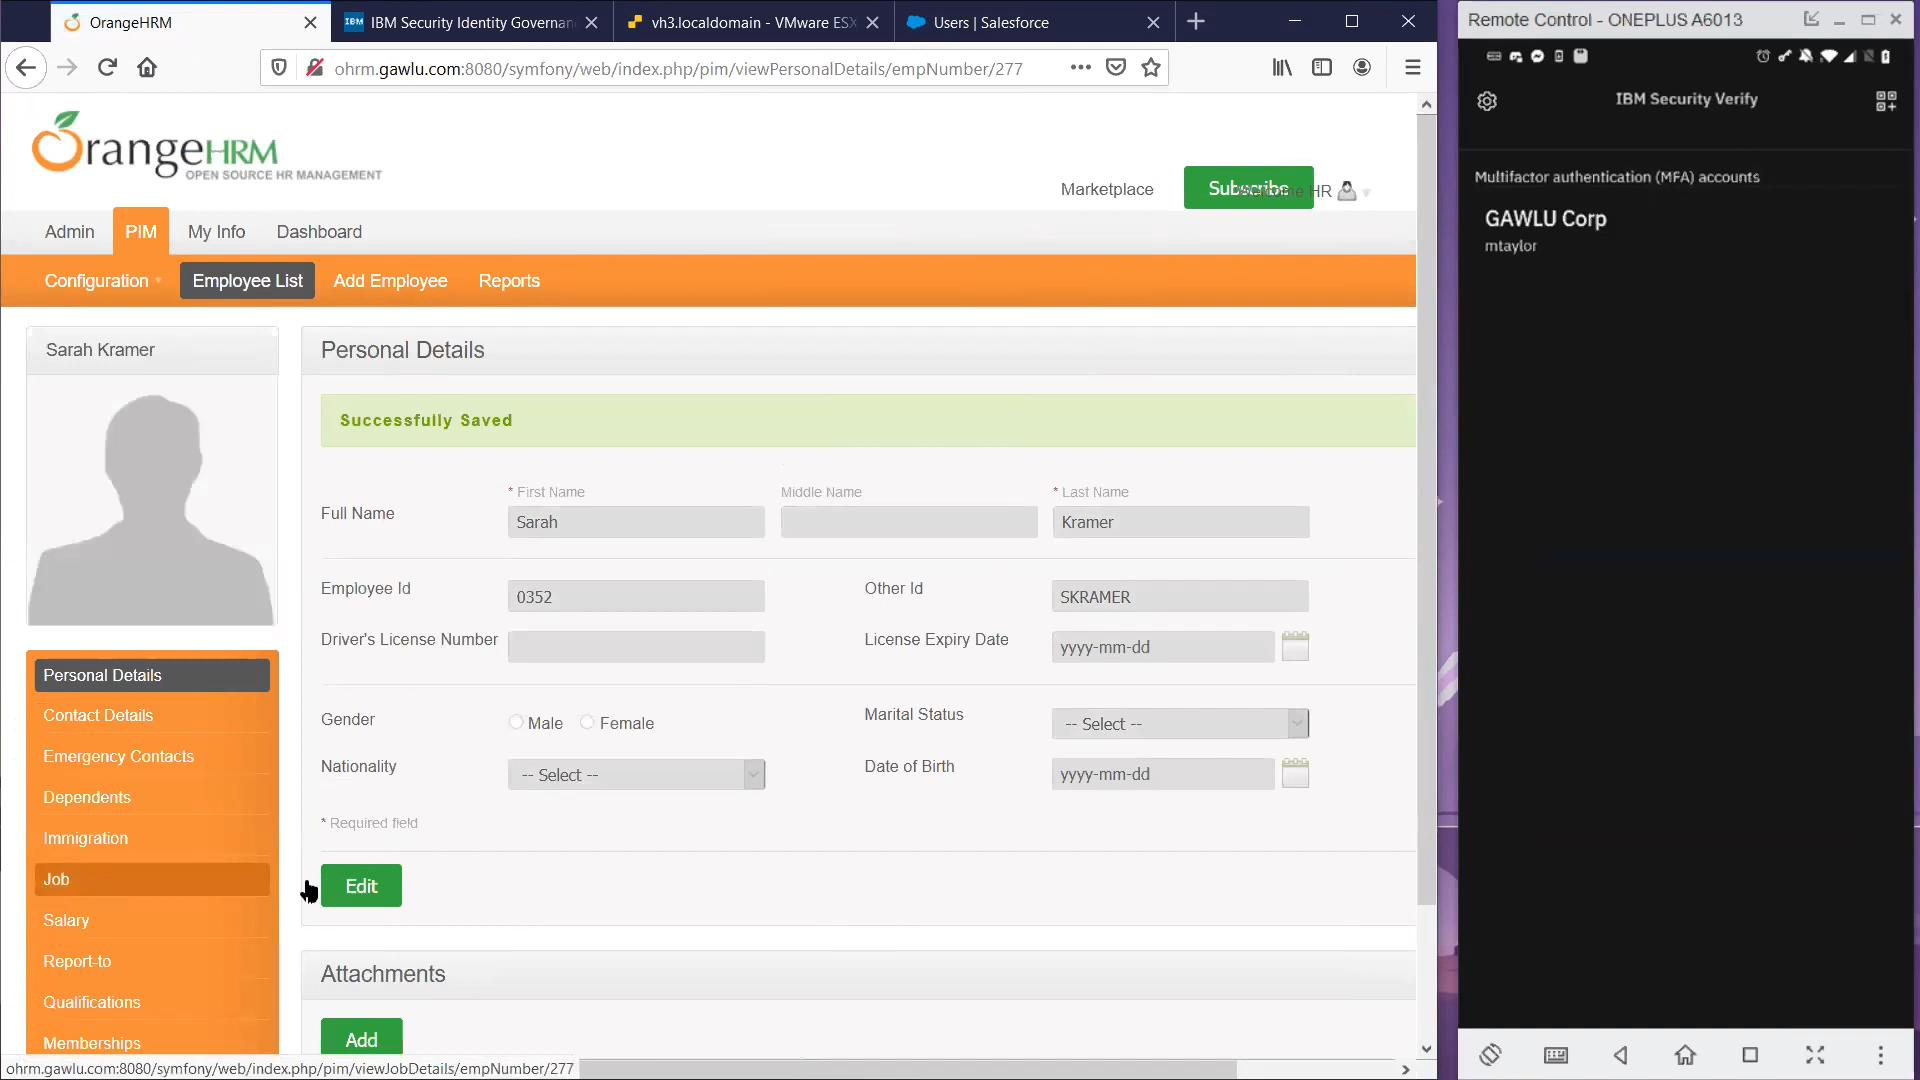 OrangeHRM
IBM Security Identity Governan
vh3.localdomain - VMware ESX
Users | Salesforce
ohrm.gawlu.com:8080/symfony/web/index.php/pim/viewPersonalDetails/empNumber/277
OrangeHRM
OPEN SOURCE HR MANAGEMENT
Marketplace
Subscribe
Welcome HR
Admin
PIM
My Info
Dashboard
Configuration
Employee List
Add Employee
Reports
Sarah Kramer
Personal Details
Contact Details
Emergency Contacts
Dependents
Immigration
Job
Salary
Report-to
Qualifications
Memberships
Personal Details
Successfully Saved
Full Name
* First Name
Sarah
Middle Name
* Last Name
Kramer
Employee Id
0352
Other Id
SKRAMER
Driver's License Number
License Expiry Date
yyyy-mm-dd
Gender
Male
Female
Marital Status
-- Select --
Nationality
-- Select --
Date of Birth
yyyy-mm-dd
* Required field
Edit
Attachments
Add
ohrm.gawlu.com:8080/symfony/web/index.php/pim/viewJobDetails/empNumber/277
Remote Control - ONEPLUS A6013
IBM Security Verify
Multifactor authentication (MFA) accounts
GAWLU Corp
mtaylor